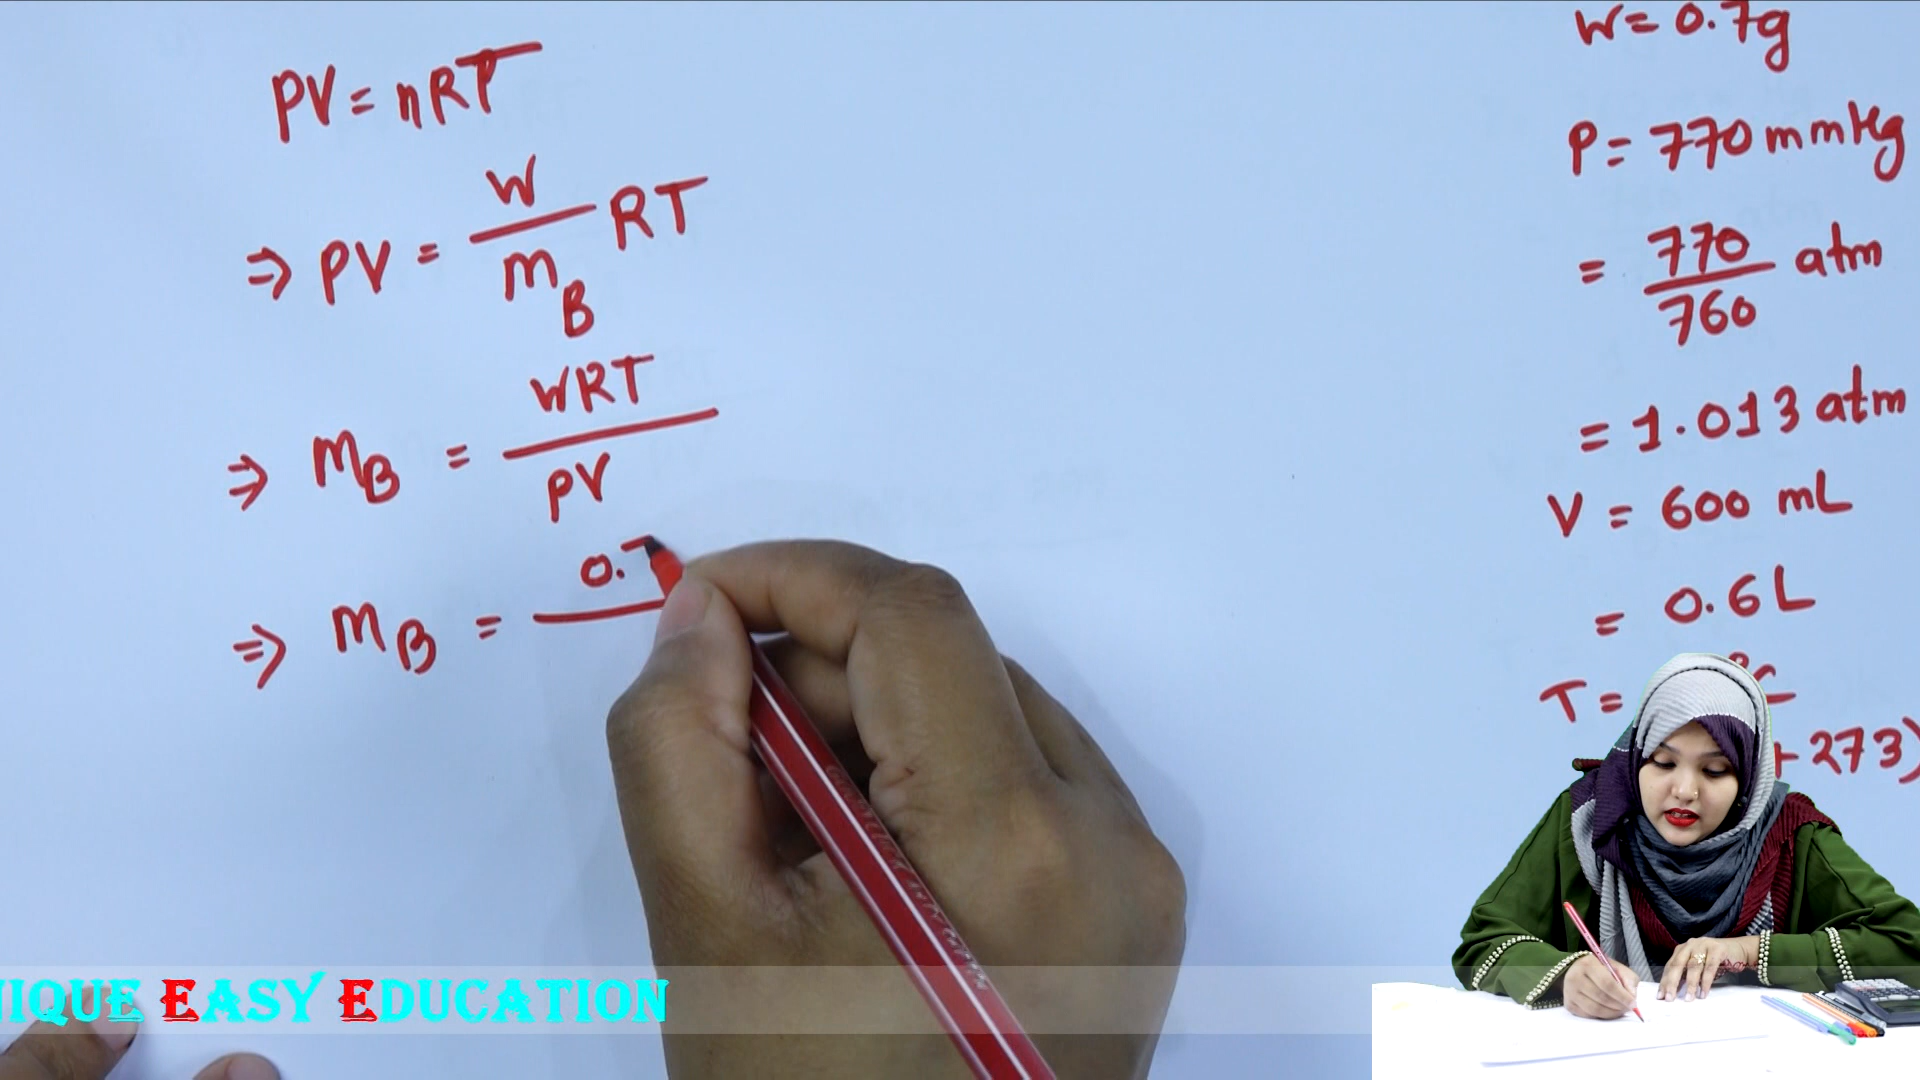 PV = nRT
⇒ PV = W/M_B RT
⇒ M_B = WRT/PV
⇒ M_B = 0.7
W = 0.7g
P = 770 mmHg
= 770/760 atm
= 1.013 atm
V = 600 mL
= 0.6 L
T = °C
+ 273)
NIQUE EASY EDUCATION